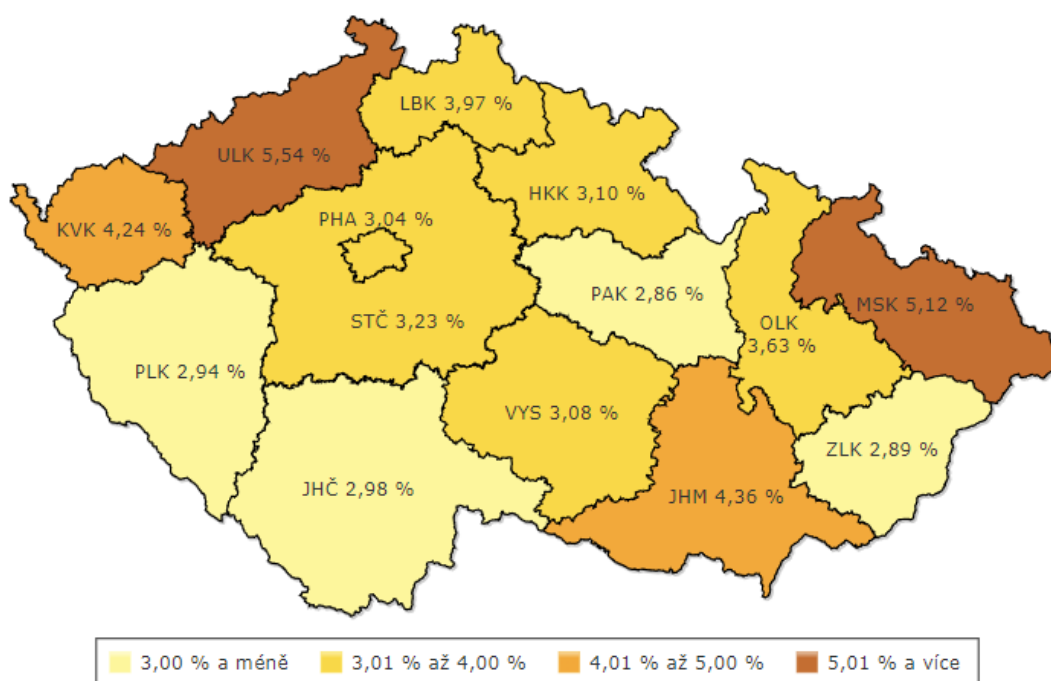 LBK 3,97 %
ULK 5,54 %
HKK 3,10 %
PHA 3,04 %
KVK 4,24 %
PAK 2,86 %
MSK 5,12 %
STČ 3,23 %
OLK
3,63 %
PLK 2,94 %
VYS 3,08 %
ZLK 2,89 %
JHČ 2,98 %
JHM 4,36 %
3,00 % a méně 3,01 % až 4,00 % 4,01 % až 5,00 % 5,01 % a více